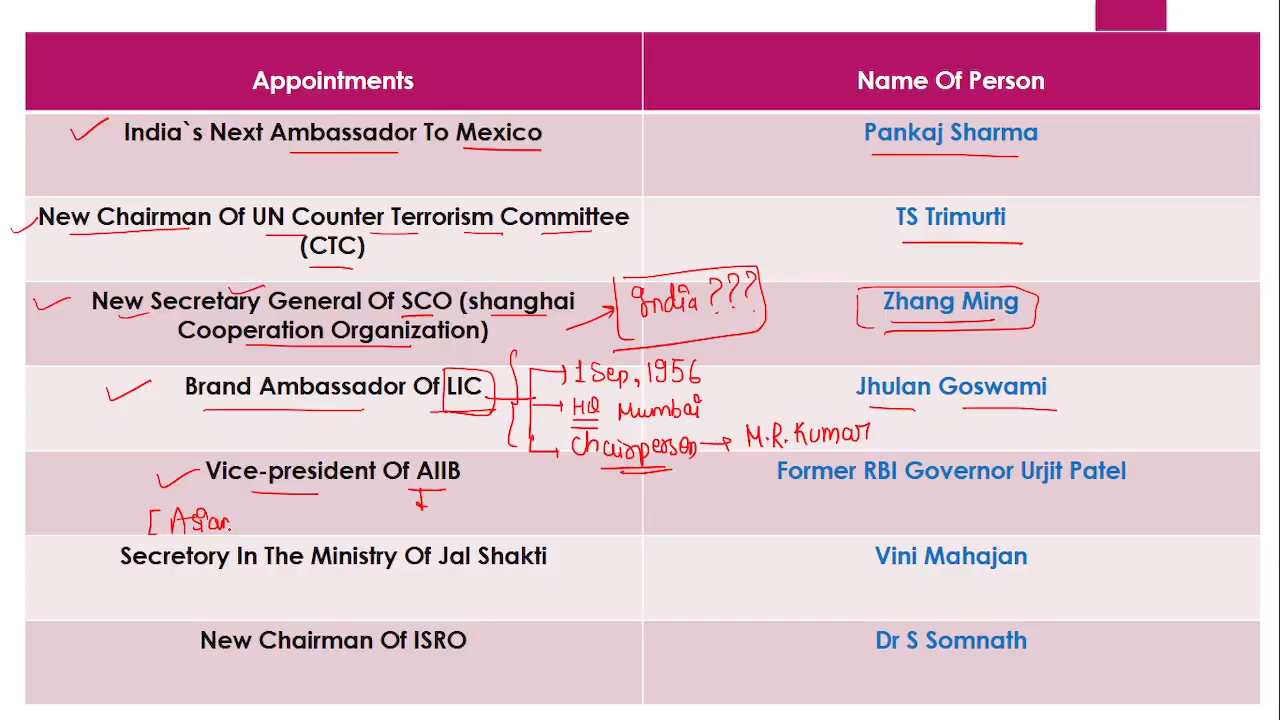 Appointments
Name Of Person
India`s Next Ambassador To Mexico
Pankaj Sharma
New Chairman Of UN Counter Terrorism Committee
(CTC)
TS Trimurti
New Secretary General Of SCO (shanghai
Cooperation Organization)
India ???
Zhang Ming
Brand Ambassador Of LIC
1 Sep, 1956
HQ Mumbai
Chairperson → M.R. Kumar
Jhulan Goswami
Vice-president Of AIIB
[ Asian
Former RBI Governor Urjit Patel
Secretory In The Ministry Of Jal Shakti
Vini Mahajan
New Chairman Of ISRO
Dr S Somnath